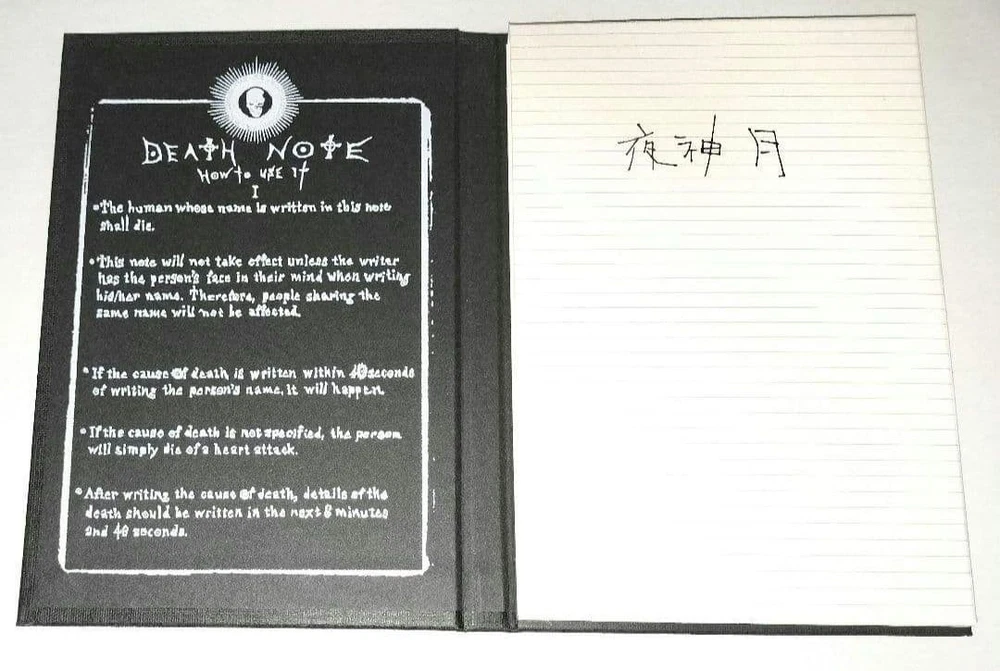 DEATH NOTE
HOW TO USE IT
I
•The human whose name is written in this note
shall die.
•This note will not take effect unless the writer
has the person's face in their mind when writing
his/her name. Therefore, people sharing the
same name will not be affected.
•If the cause of death is written within 40seconds
of writing the person's name, it will happen.
•If the cause of death is not specified, the person
will simply die of a heart attack.
•After writing the cause of death, details of the
death should be written in the next 6 minutes
and 40 seconds.
夜神 月